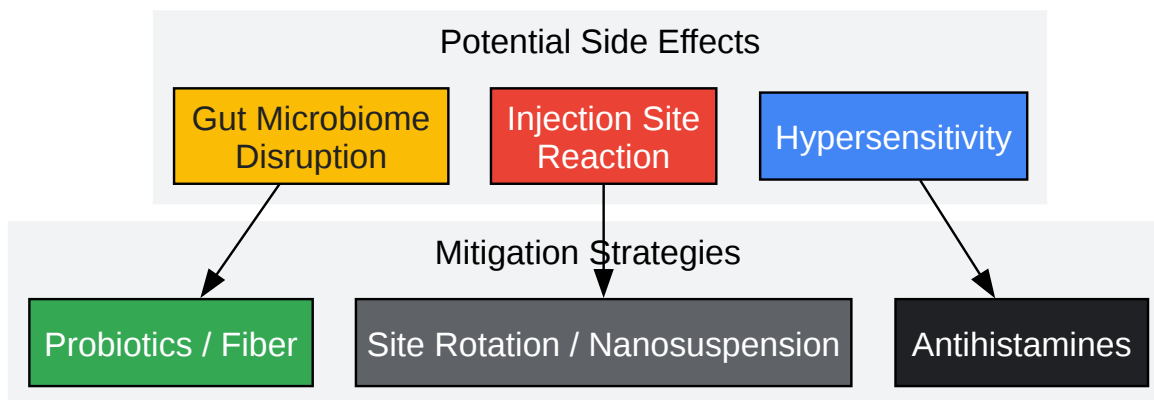 Potential Side Effects
Gut Microbiome
Disruption
Injection Site
Reaction
Hypersensitivity
Mitigation Strategies
Probiotics / Fiber
Site Rotation / Nanosuspension
Antihistamines